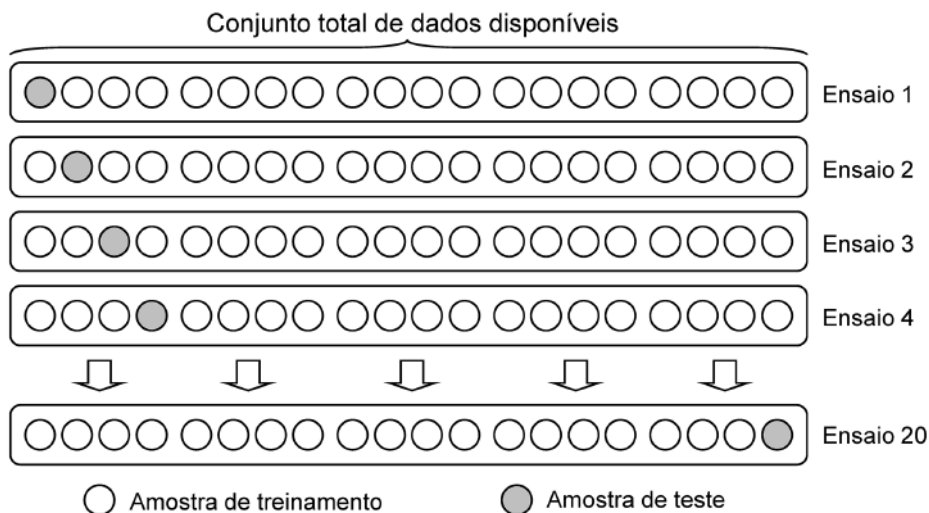 Conjunto total de dados disponíveis
Ensaio 1
Ensaio 2
Ensaio 3
Ensaio 4
Ensaio 20
Amostra de treinamento
Amostra de teste